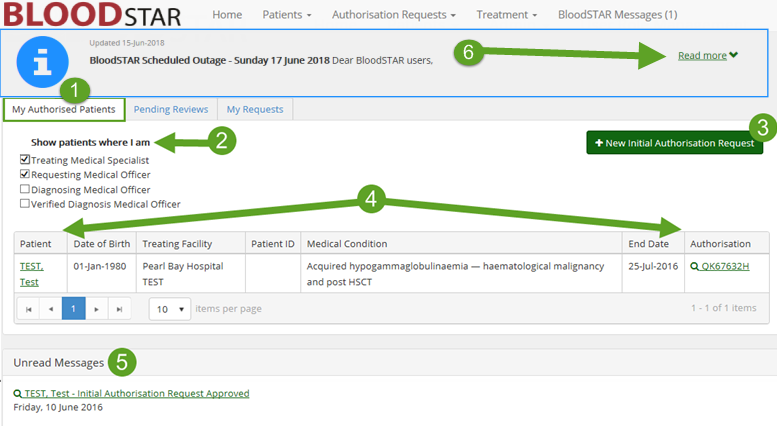 BLOODSTAR Home Patients Authorisation Requests Treatment BloodSTAR Messages (1)
Updated 15-Jun-2018
BloodSTAR Scheduled Outage - Sunday 17 June 2018 Dear BloodSTAR users,
6
Read more
1
My Authorised Patients Pending Reviews My Requests
Show patients where I am
2
3
+ New Initial Authorisation Request
Treating Medical Specialist
Requesting Medical Officer
Diagnosing Medical Officer
Verified Diagnosis Medical Officer
4
Patient Date of Birth Treating Facility Patient ID Medical Condition End Date Authorisation
TEST, 01-Jan-1980 Pearl Bay Hospital Acquired hypogammaglobulinaemia — haematological malignancy 25-Jul-2016 QK67632H
Test TEST and post HSCT
1 10 items per page 1 - 1 of 1 items
Unread Messages 5
TEST, Test - Initial Authorisation Request Approved
Friday, 10 June 2016